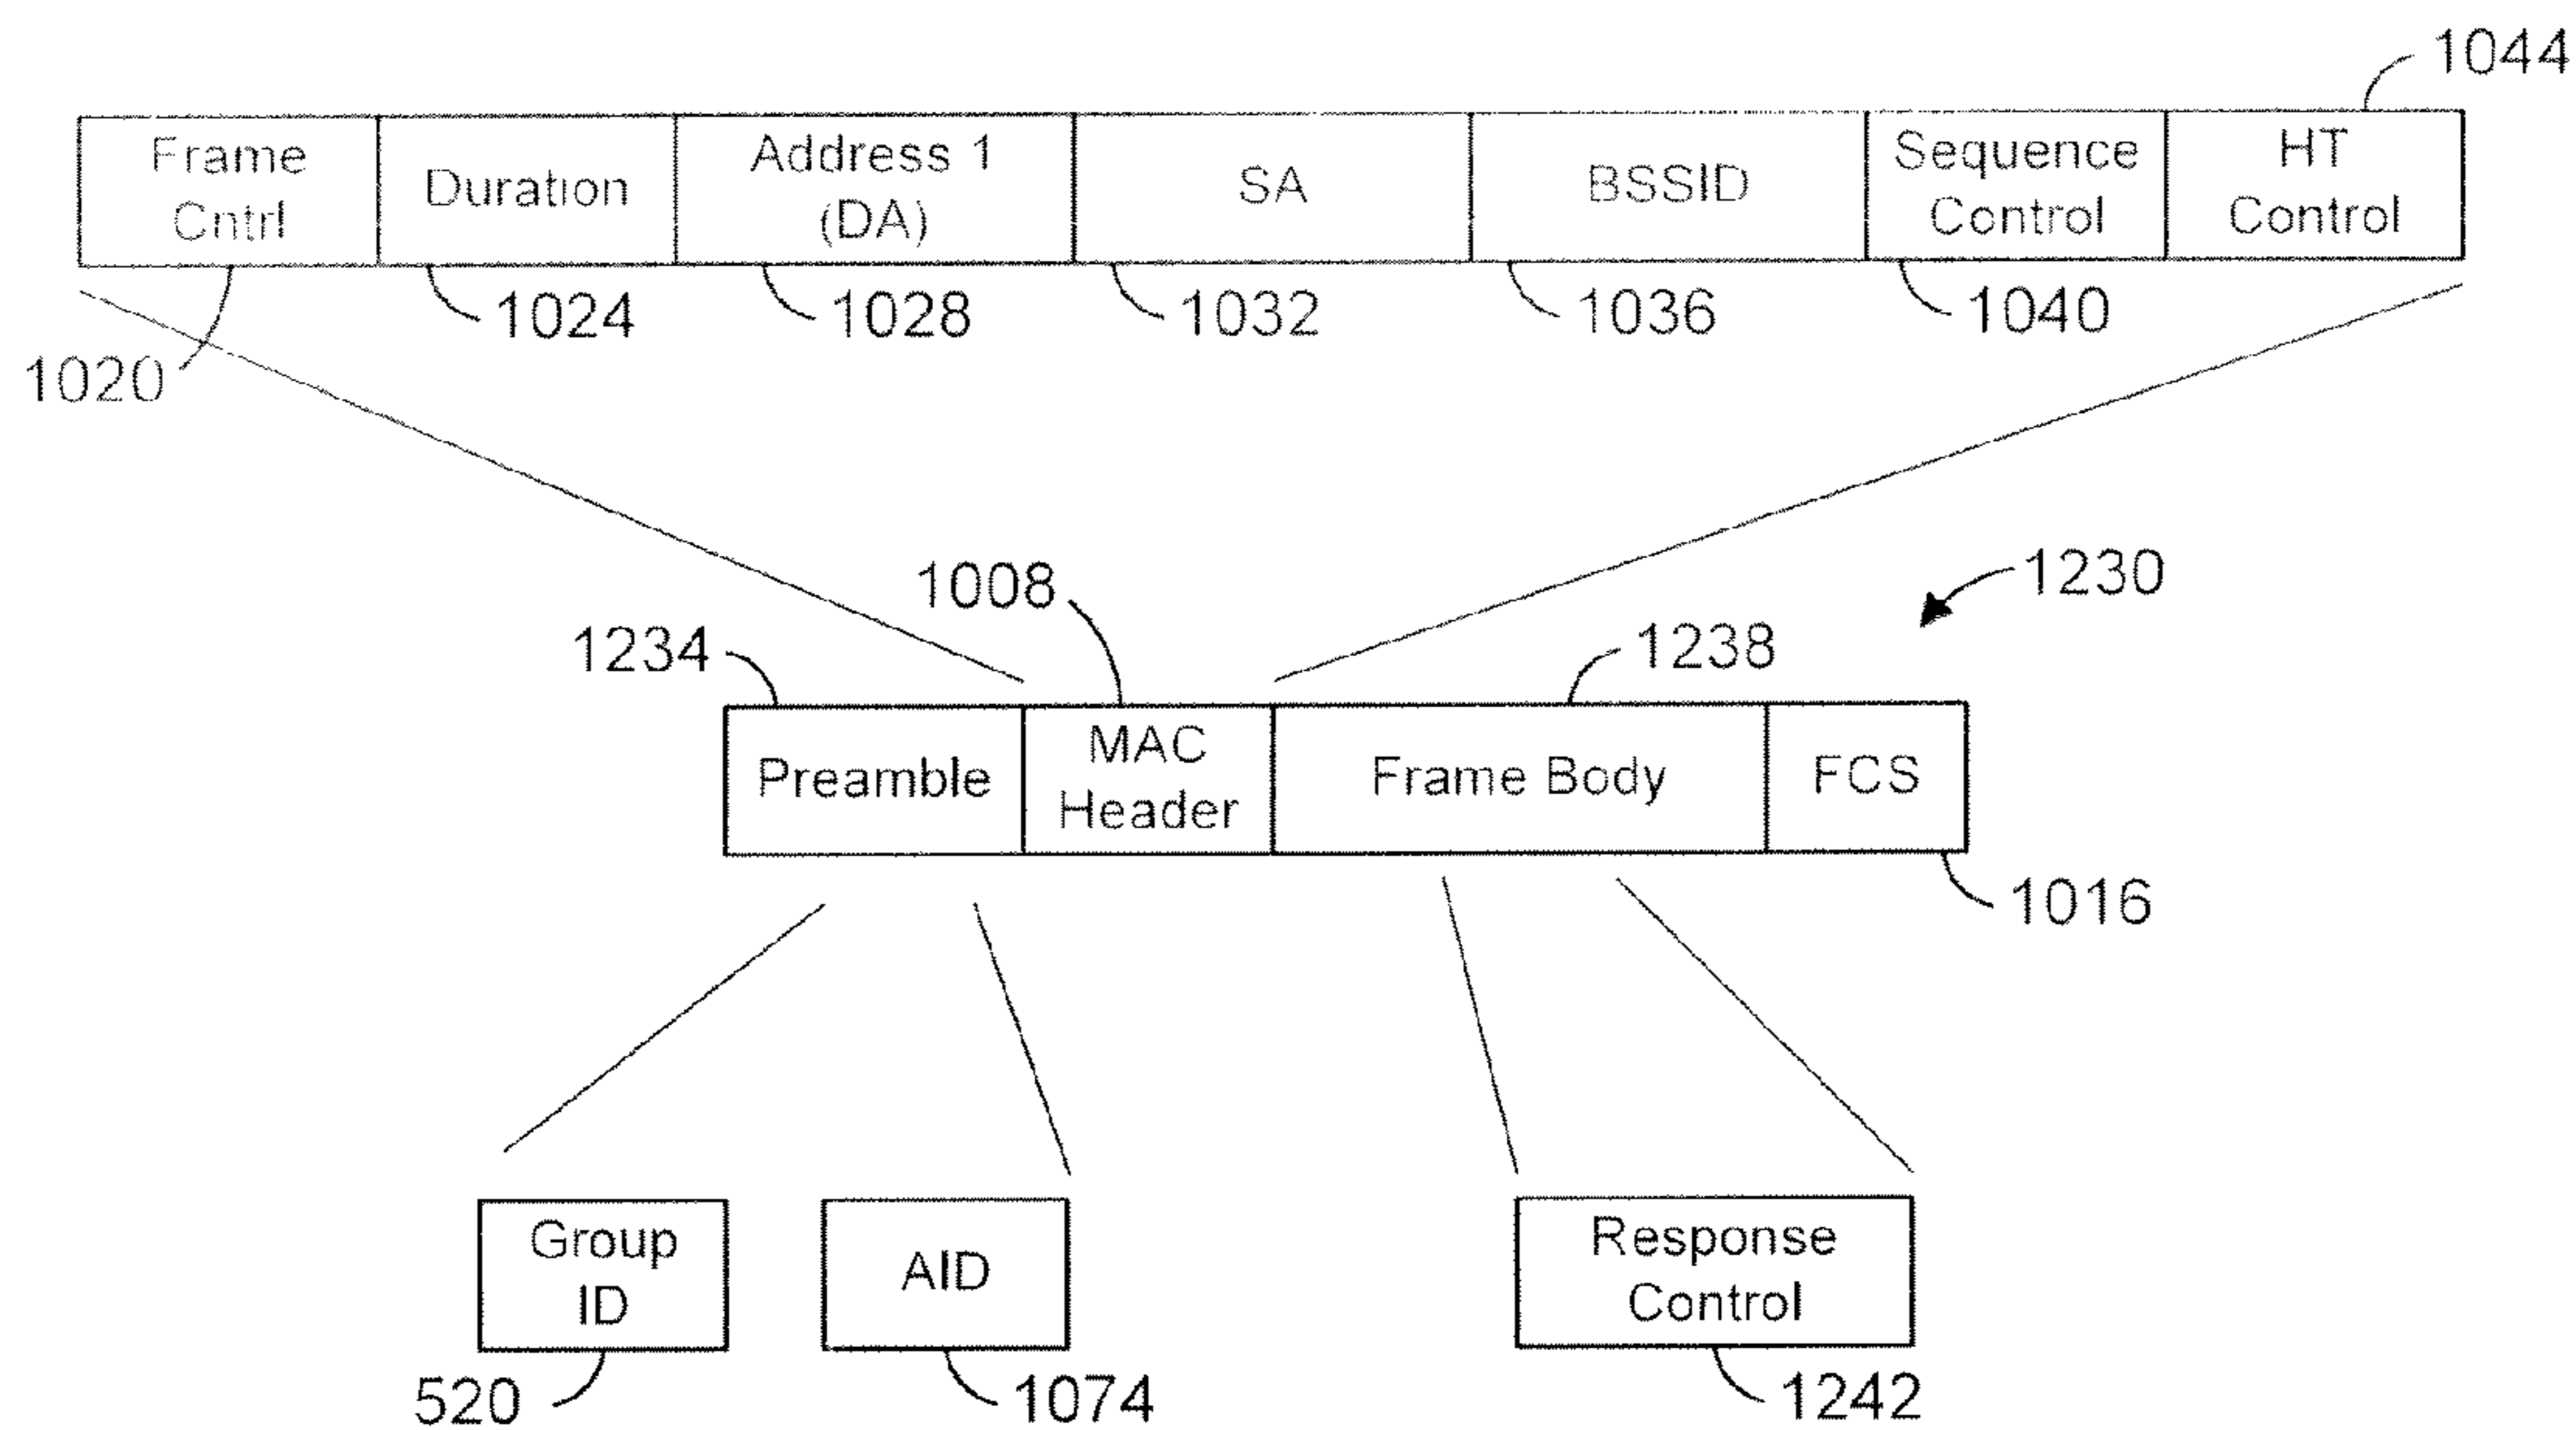 1044
Frame
Cntrl
Duration
Address 1
(DA)
SA
BSSID
Sequence
Control
HT
Control
1020
1024
1028
1032
1036
1040
1230
1008
1234
1238
Preamble
MAC
Header
Frame Body
FCS
1016
Group
ID
AID
Response
Control
520
1074
1242